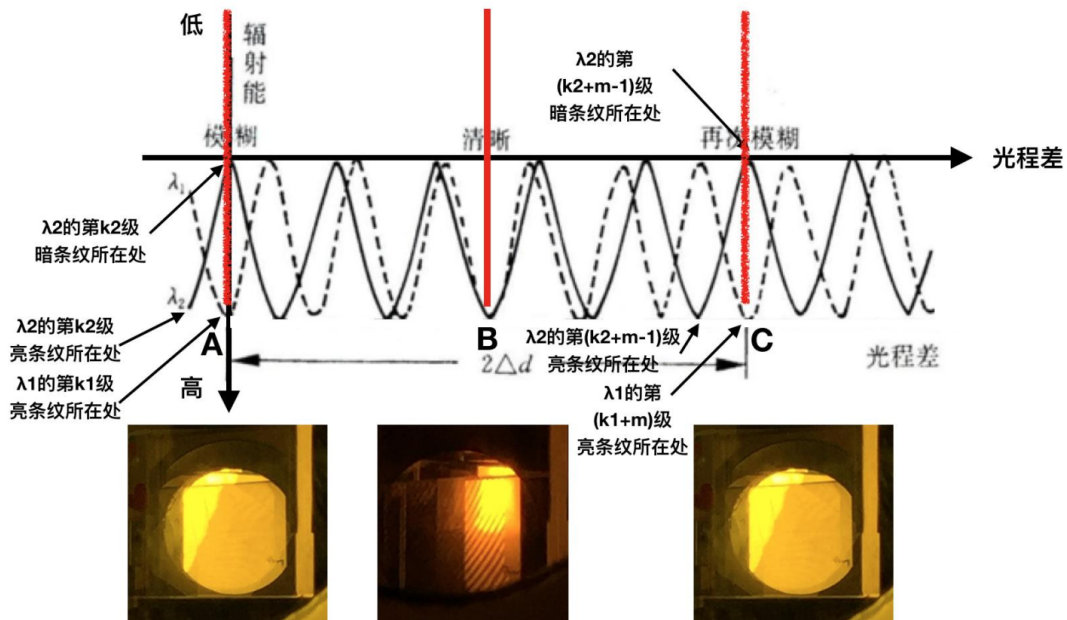 低
辐
射
能
λ2的第
(k2+m-1)级
暗条纹所在处
模糊
清晰
再次模糊
光程差
λ₁
λ2的第k2级
暗条纹所在处
λ₂
λ2的第k2级
亮条纹所在处
λ1的第k1级
亮条纹所在处
A
B
C
高
2△d
λ2的第(k2+m-1)级
亮条纹所在处
光程差
λ1的第
(k1+m)级
亮条纹所在处